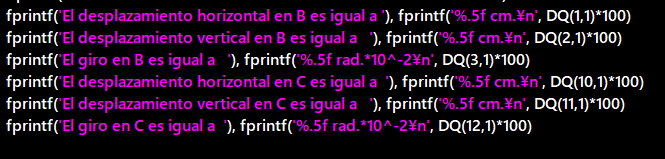 fprintf('El desplazamiento horizontal en B es igual a '), fprintf('%.5f cm.¥n', DQ(1,1)*100)
fprintf('El desplazamiento vertical en B es igual a   '), fprintf('%.5f cm.¥n', DQ(2,1)*100)
fprintf('El giro en B es igual a   '), fprintf('%.5f rad.*10^-2¥n', DQ(3,1)*100)
fprintf('El desplazamiento horizontal en C es igual a  '), fprintf('%.5f cm.¥n', DQ(10,1)*100)
fprintf('El desplazamiento vertical en C es igual a   '), fprintf('%.5f cm.¥n', DQ(11,1)*100)
fprintf('El giro en C es igual a  '), fprintf('%.5f rad.*10^-2¥n', DQ(12,1)*100)